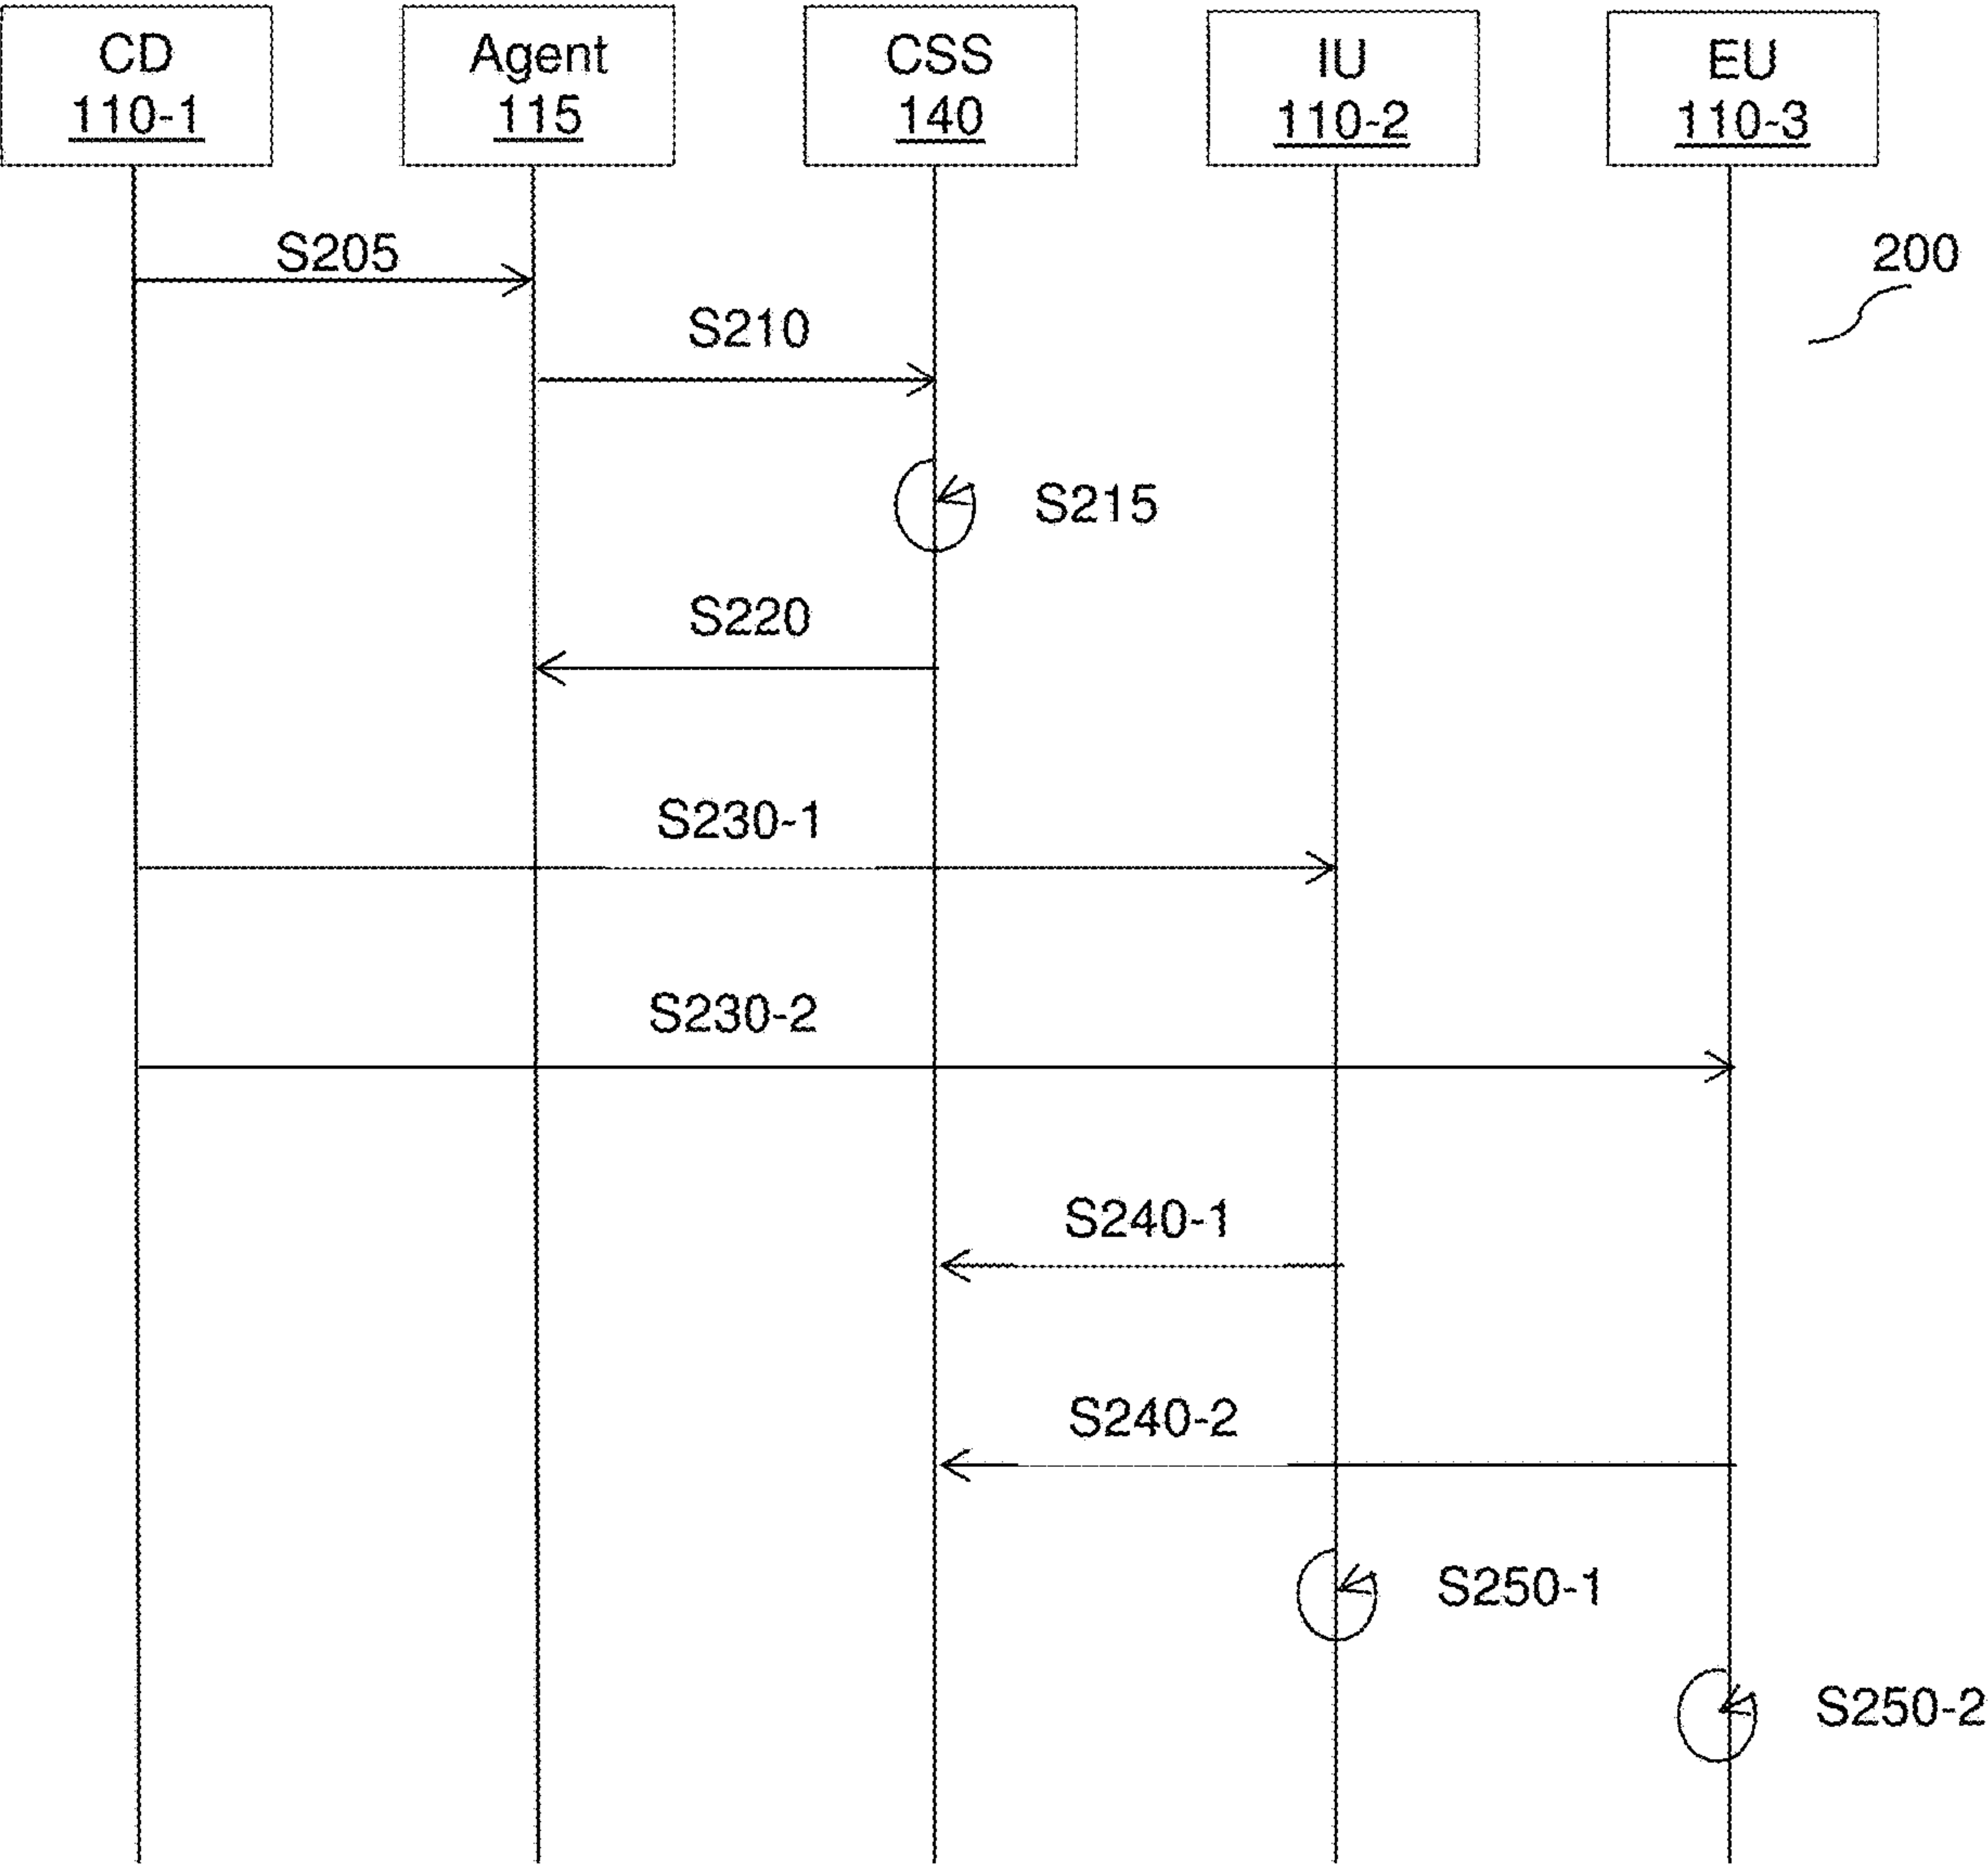 CD
110-1
Agent
115
CSS
140
IU
110-2
EU
110-3
S205
200
S210
S215
S220
S230-1
S230-2
S240-1
S240-2
S250-1
S250-2